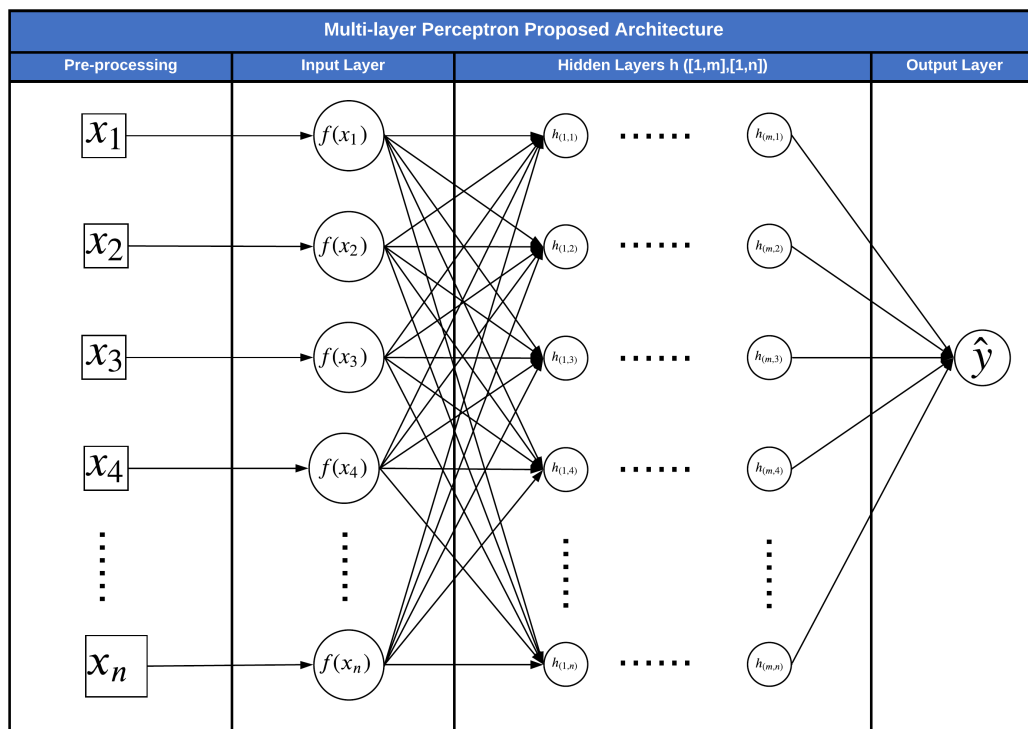 Multi-layer Perceptron Proposed Architecture
Pre-processing Input Layer Hidden Layers h ([1,m],[1,n]) Output Layer
x₁ f(x₁) h₍₁,₁₎ ...... h₍ₘ,₁₎
x₂ f(x₂) h₍₁,₂₎ ...... h₍ₘ,₂₎
x₃ f(x₃) h₍₁,₃₎ ...... h₍ₘ,₃₎
ŷ
x₄ f(x₄) h₍₁,₄₎ ...... h₍ₘ,₄₎
xₙ f(xₙ) h₍₁,ₙ₎ ...... h₍ₘ,ₙ₎